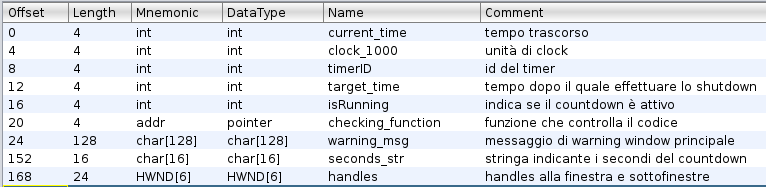 Offset Length Mnemonic DataType Name Comment
0 4 int int current_time tempo trascorso
4 4 int int clock_1000 unità di clock
8 4 int int timerID id del timer
12 4 int int target_time tempo dopo il quale effettuare lo shutdown
16 4 int int isRunning indica se il countdown è attivo
20 4 addr pointer checking_function funzione che controlla il codice
24 128 char[128] char[128] warning_msg messaggio di warning window principale
152 16 char[16] char[16] seconds_str stringa indicante i secondi del countdown
168 24 HWND[6] HWND[6] handles handles alla finestra e sottofinestre